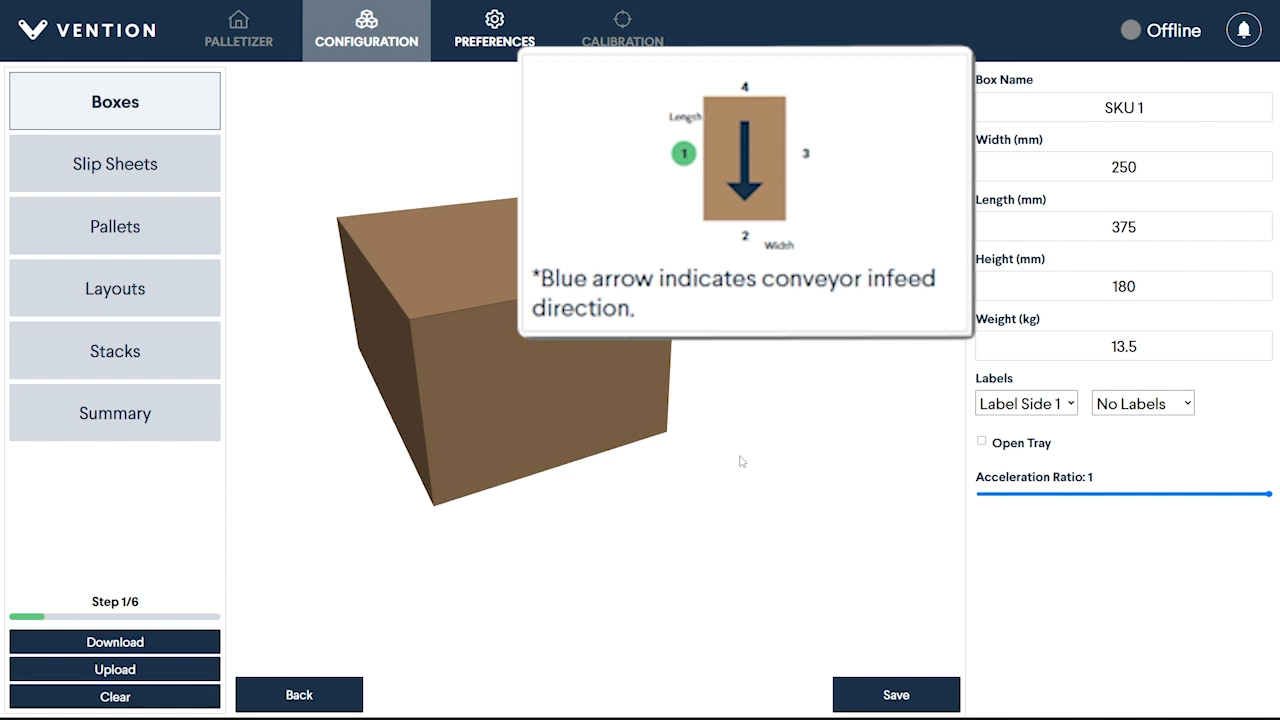 VENTION
PALLETIZER
CONFIGURATION
PREFERENCES
CALIBRATION
Offline
Boxes
Slip Sheets
Pallets
Layouts
Stacks
Summary
Step 1/6
Download
Upload
Clear
4
Length
1
3
2
Width
*Blue arrow indicates conveyor infeed
direction.
Back
Save
Box Name
SKU 1
Width (mm)
250
Length (mm)
375
Height (mm)
180
Weight (kg)
13.5
Labels
Label Side 1
No Labels
Open Tray
Acceleration Ratio: 1